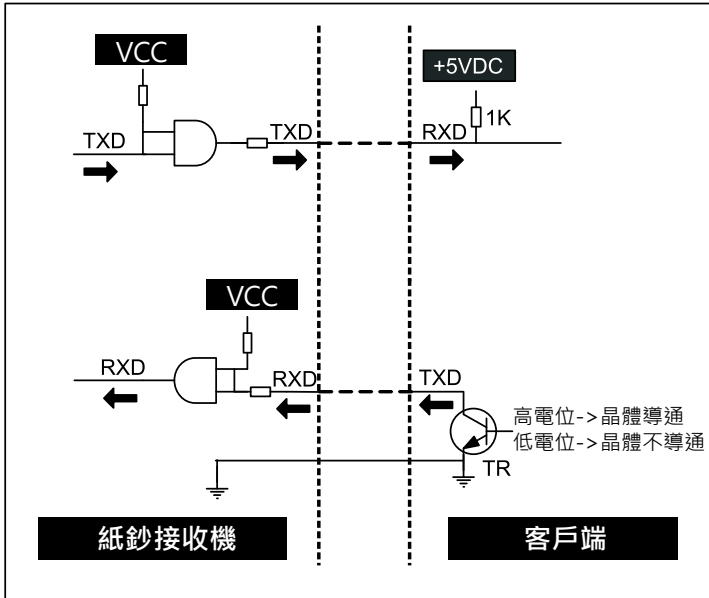 VCC
+5VDC
1K
TXD
TXD
RXD
VCC
RXD
RXD
TXD
高電位->晶體導通
低電位->晶體不導通
TR
紙鈔接收機
客戶端